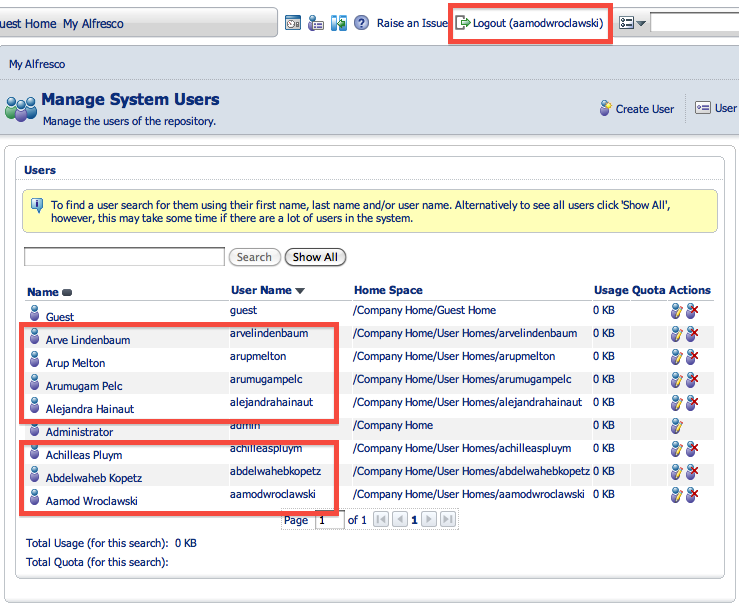 uest Home My Alfresco Raise an Issue Logout (aamodwroclawski)
My Alfresco
Manage System Users
Manage the users of the repository.
Create User User
Users
To find a user search for them using their first name, last name and/or user name. Alternatively to see all users click 'Show All',
however, this may take some time if there are a lot of users in the system.
Search Show All
Name User Name Home Space Usage Quota Actions
Guest guest /Company Home/Guest Home 0 KB
Arve Lindenbaum arvelindenbaum /Company Home/User Homes/arvelindenbaum 0 KB
Arup Melton arupmelton /Company Home/User Homes/arupmelton 0 KB
Arumugam Pelc arumugampelc /Company Home/User Homes/arumugampelc 0 KB
Alejandra Hainaut alejandrahainaut /Company Home/User Homes/alejandrahainaut 0 KB
Administrator admin /Company Home 0 KB
Achilleas Pluym achilleaspluym /Company Home/User Homes/achilleaspluym 0 KB
Abdelwaheb Kopetz abdelwahebkopetz /Company Home/User Homes/abdelwahebkopetz 0 KB
Aamod Wroclawski aamodwroclawski /Company Home/User Homes/aamodwroclawski 0 KB
Page 1 of 1 1
Total Usage (for this search): 0 KB
Total Quota (for this search):